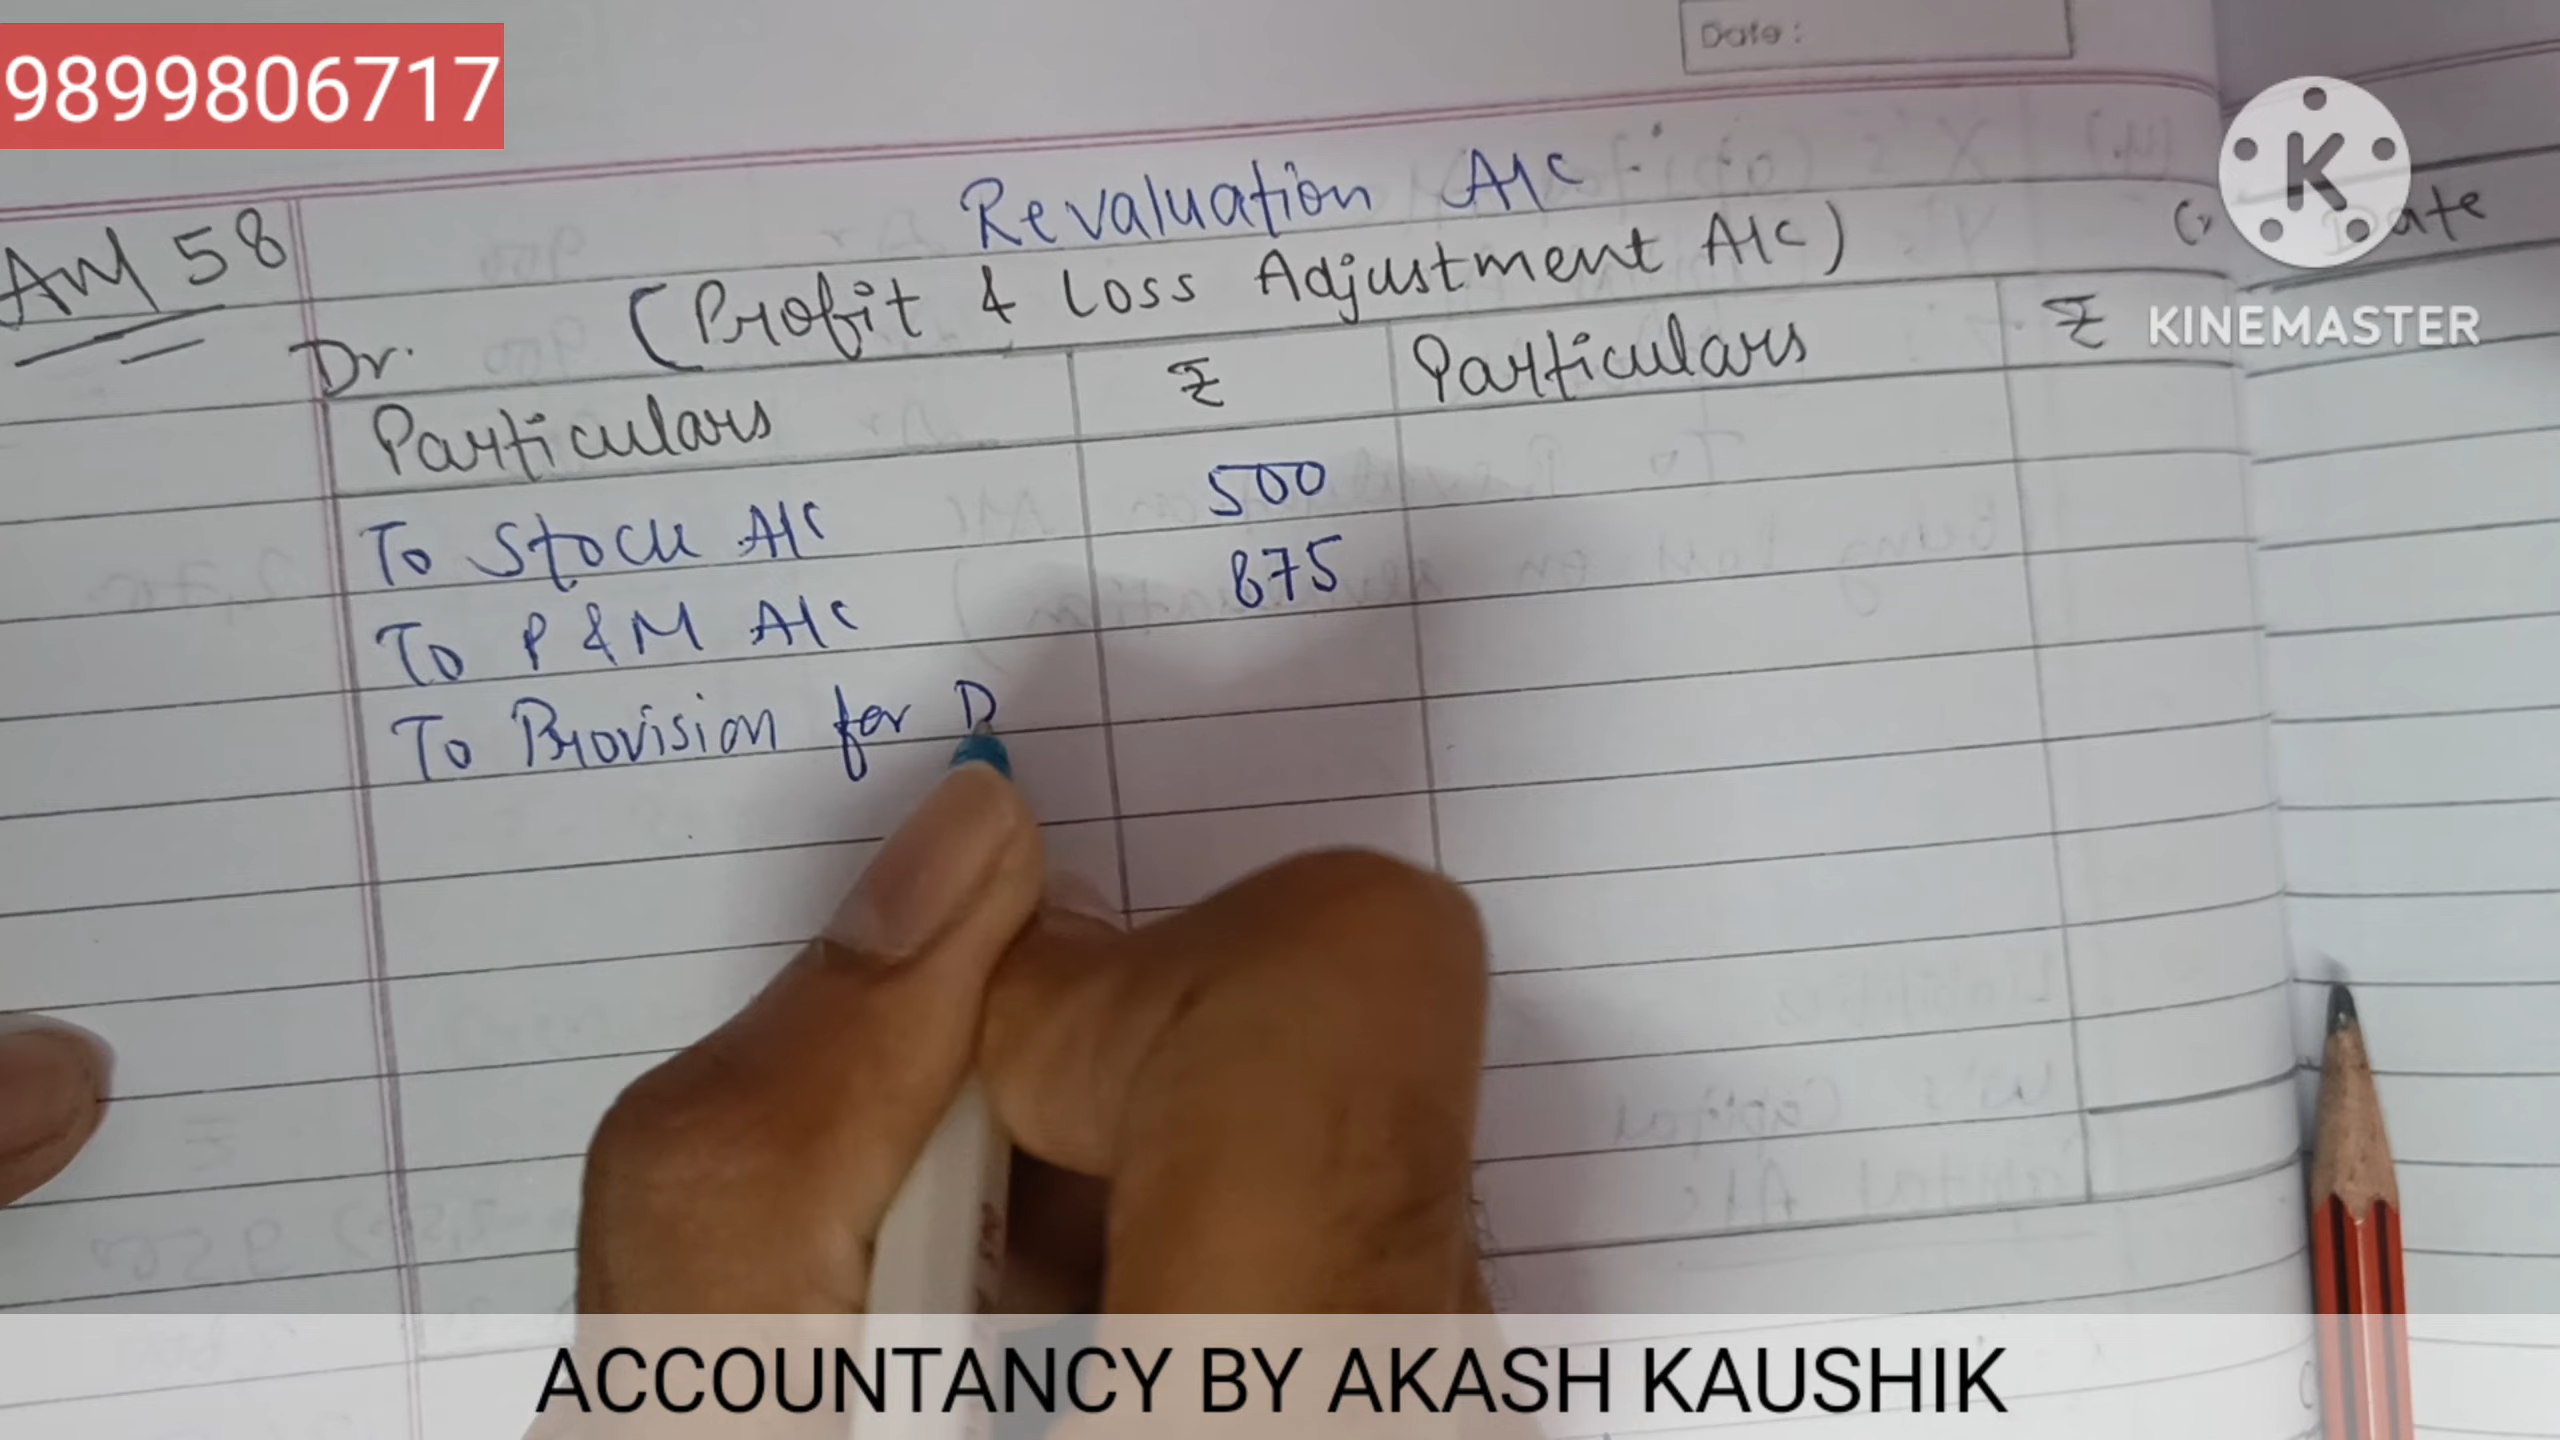 9899806717
Date :
Revaluation A/c
Ans 58
(Profit & Loss Adjustment A/c)
Date
KINEMASTER
Dr.
Particulars ₹ Particulars ₹
To Stock A/c 500
To P & M A/c 875
To Provision for D
ACCOUNTANCY BY AKASH KAUSHIK